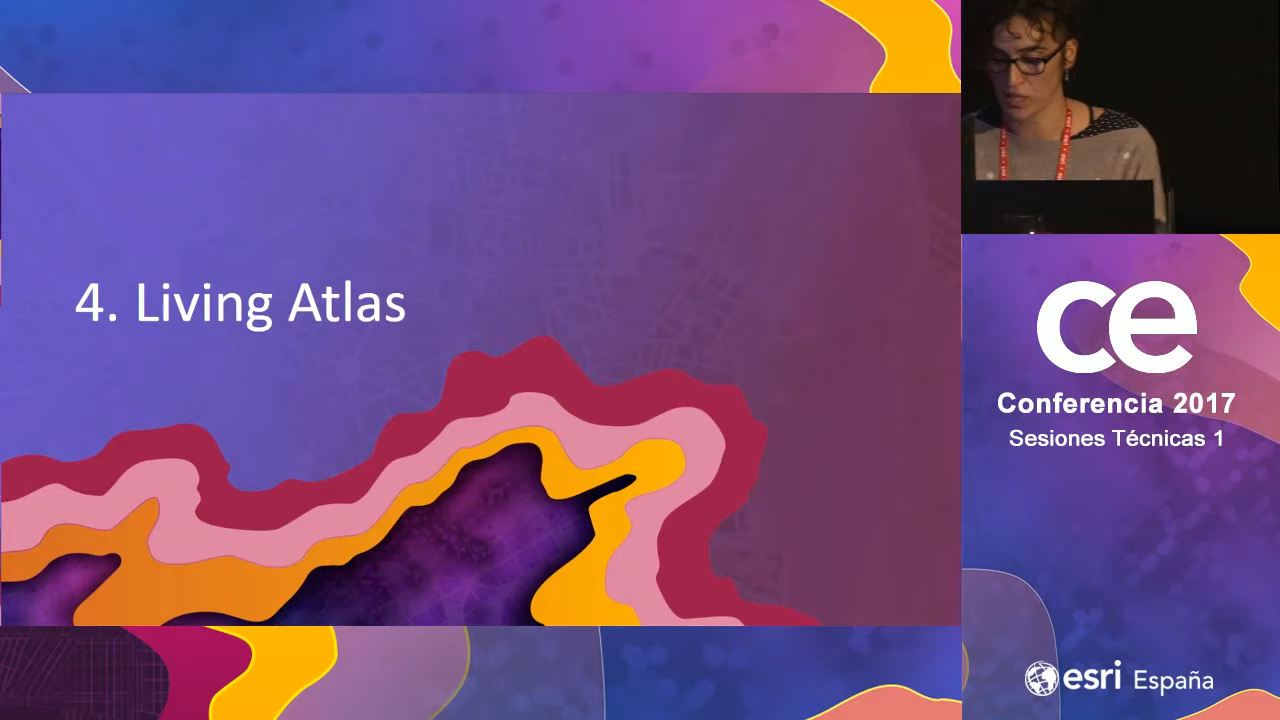 4. Living Atlas
ce
Conferencia 2017
Sesiones Técnicas 1
esri España